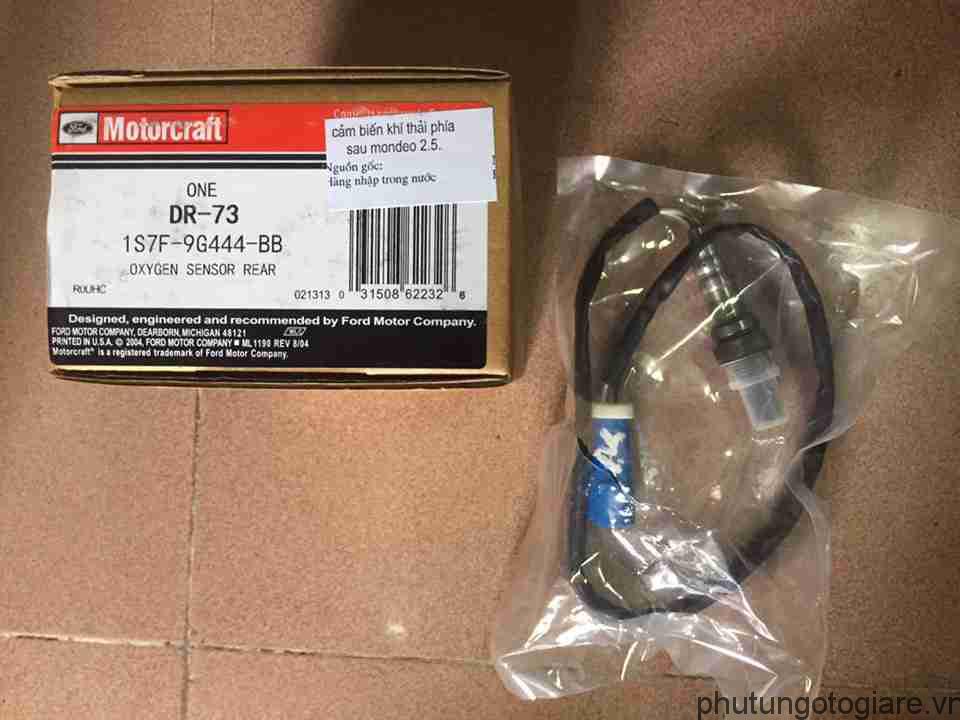 Ford
Motorcraft
cảm biến khí thải phía
sau mondeo 2.5.
Nguồn gốc:
Hàng nhập trong nước
ONE
DR-73
1S7F-9G444-BB
OXYGEN SENSOR REAR
RUUHC
021313 0 31508 62232 6
Designed, engineered and recommended by Ford Motor Company.
FORD MOTOR COMPANY, DEARBORN, MICHIGAN 48121
PRINTED IN U.S.A. © 2004, FORD MOTOR COMPANY ■ ML1190 REV 8/04
Motorcraft® is a registered trademark of Ford Motor Company.
phutungotogiare.vn